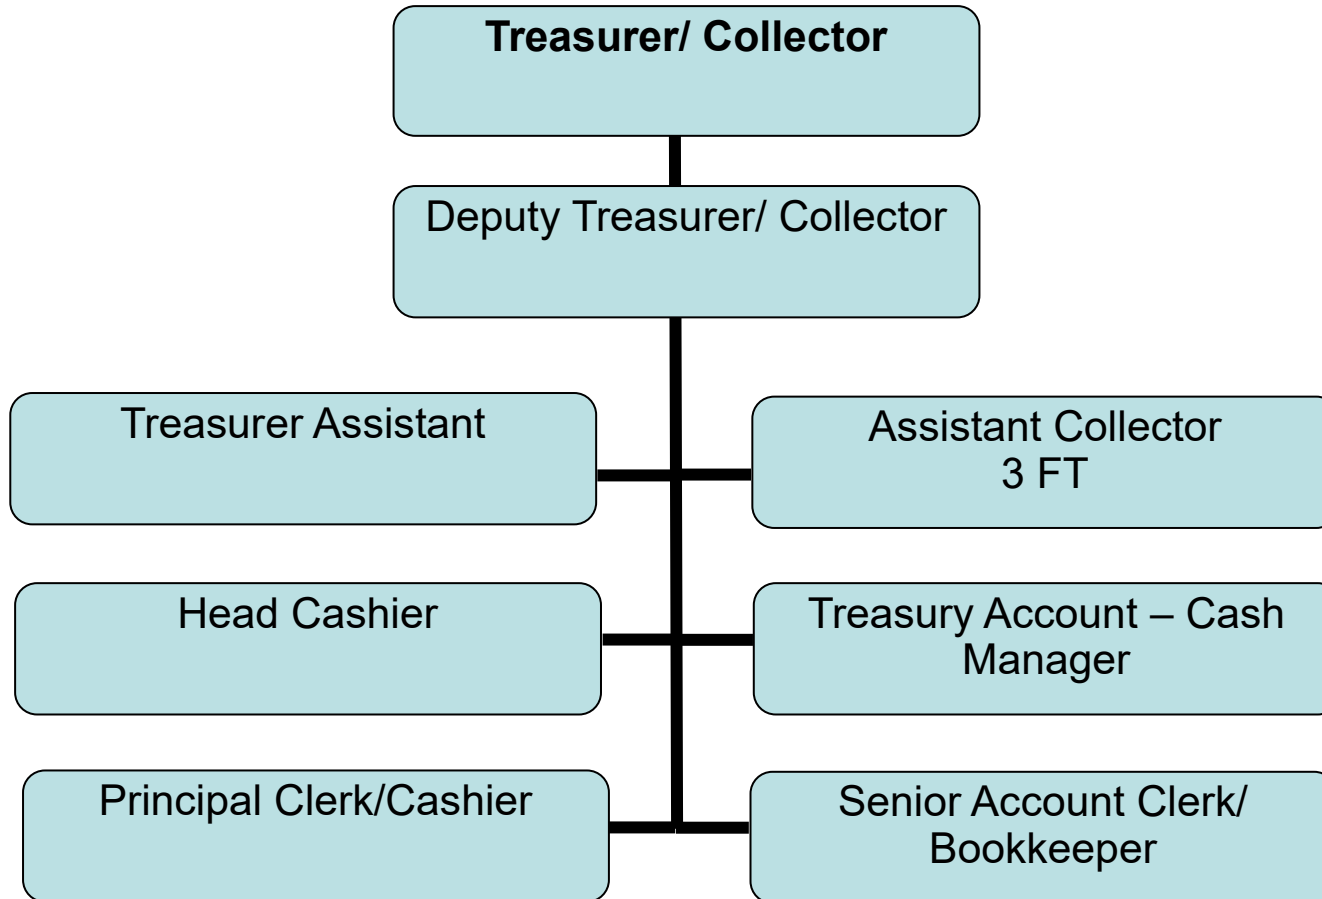 Treasurer/ Collector
Deputy Treasurer/ Collector
Treasurer Assistant
Assistant Collector
3 FT
Head Cashier
Treasury Account – Cash
Manager
Principal Clerk/Cashier
Senior Account Clerk/
Bookkeeper